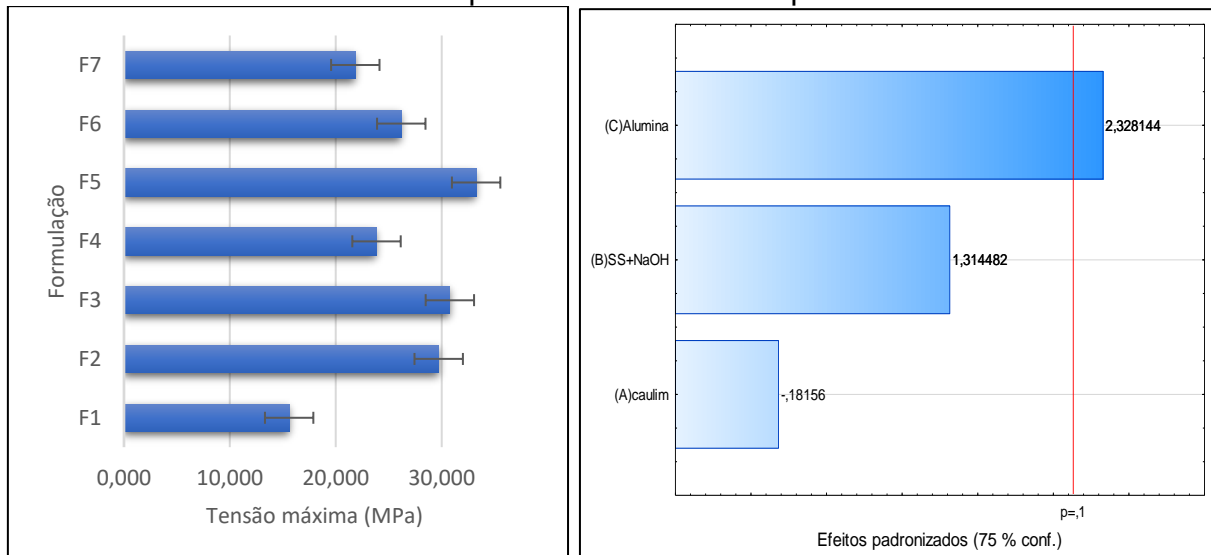 F7
F6
F5
F4
F3
F2
F1
Formulação
0,000 10,000 20,000 30,000
Tensão máxima (MPa)
(C)Alumina
2,328144
(B)SS+NaOH
1,314482
(A)caulim
-,18156
p=,1
Efeitos padronizados (75 % conf.)